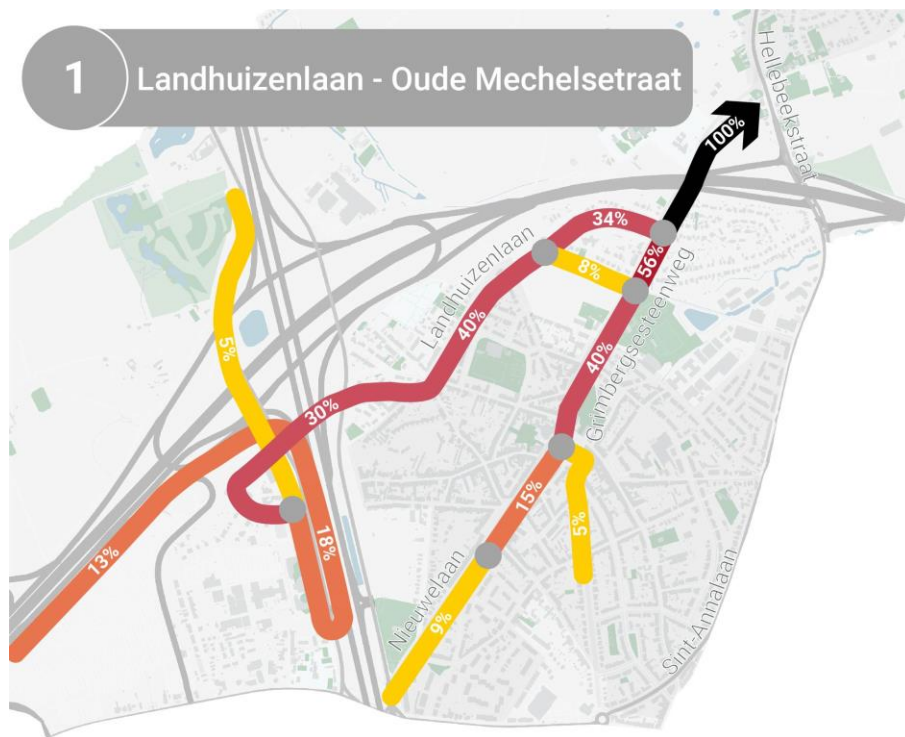 1
Landhuizenlaan - Oude Mechelsetraat
Hellebeekstraat
100%
34%
Landhuizenlaan
8%
56%
40%
Grimbergsesteenweg
5%
40%
30%
15%
13%
18%
5%
Nieuwelaan
9%
Sint-Annalaan